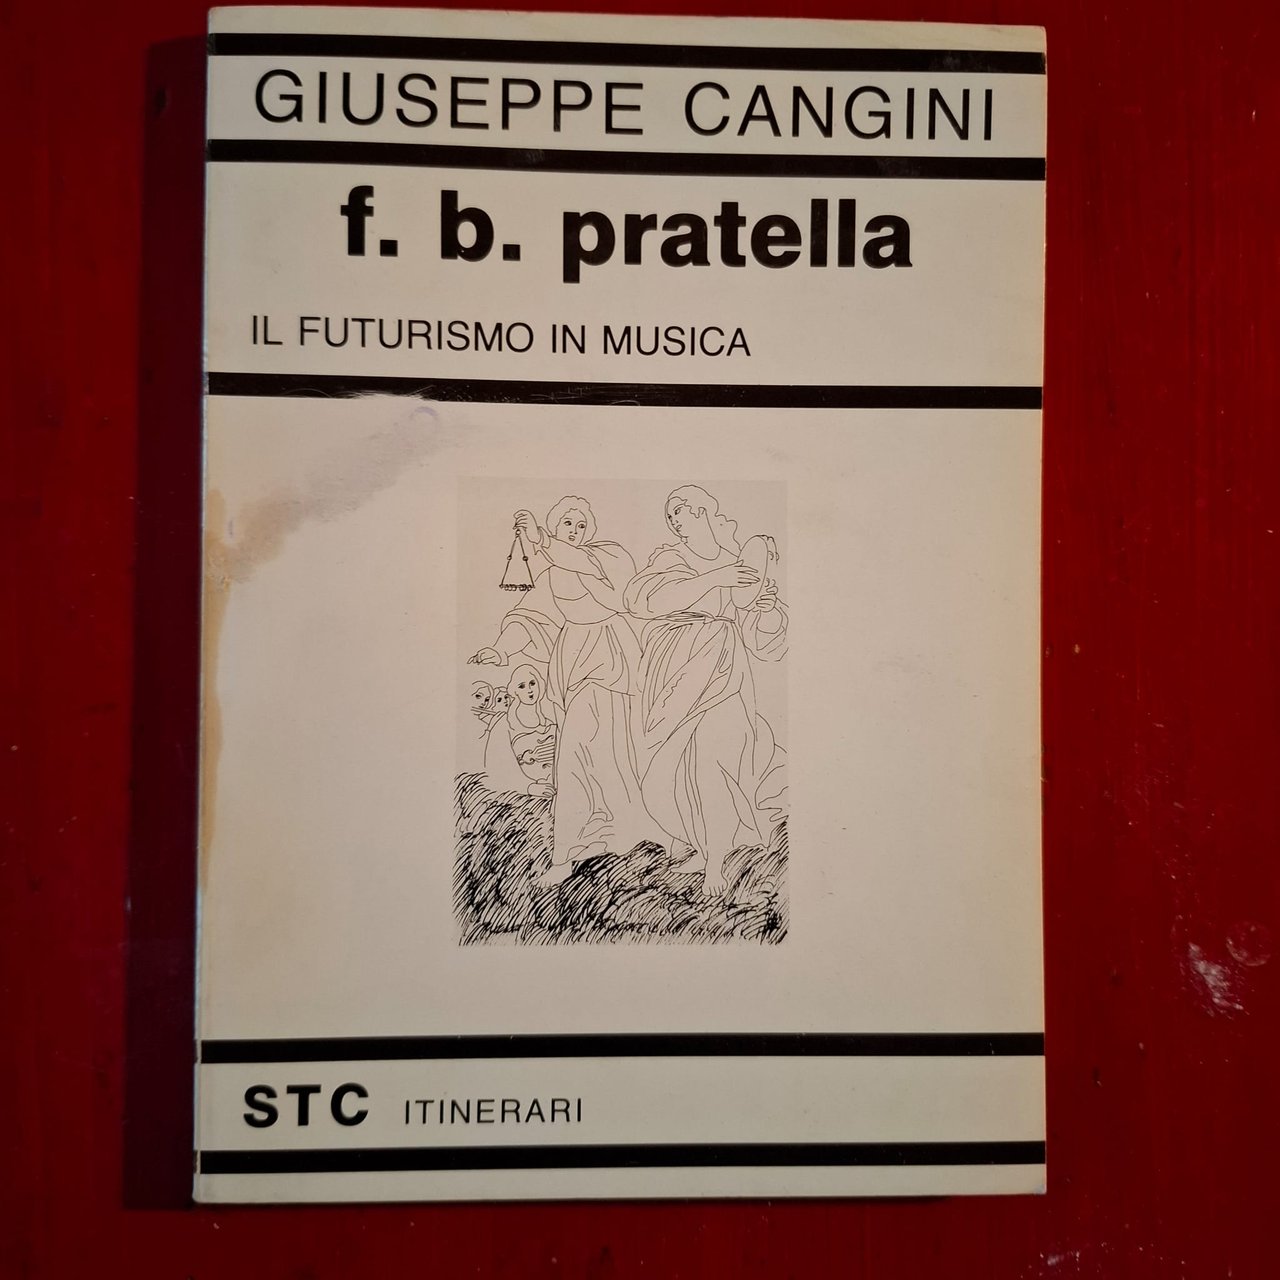 GIUSEPPE CANGINI
f. b. pratella
IL FUTURISMO IN MUSICA
STC ITINERARI